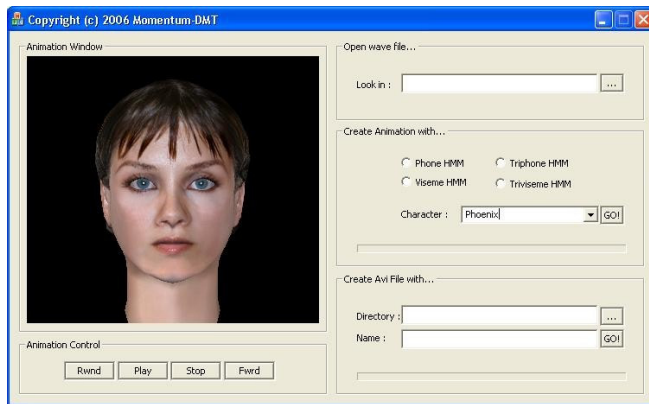 Copyright (c) 2006 Momentum-DMT
Animation Window
Open wave file...
Look in :
...
Create Animation with...
Phone HMM
Triphone HMM
Viseme HMM
Triviseme HMM
Character :
Phoenix
GO!
Create Avi File with...
Directory :
...
Name :
GO!
Animation Control
Rwnd
Play
Stop
Fwrd